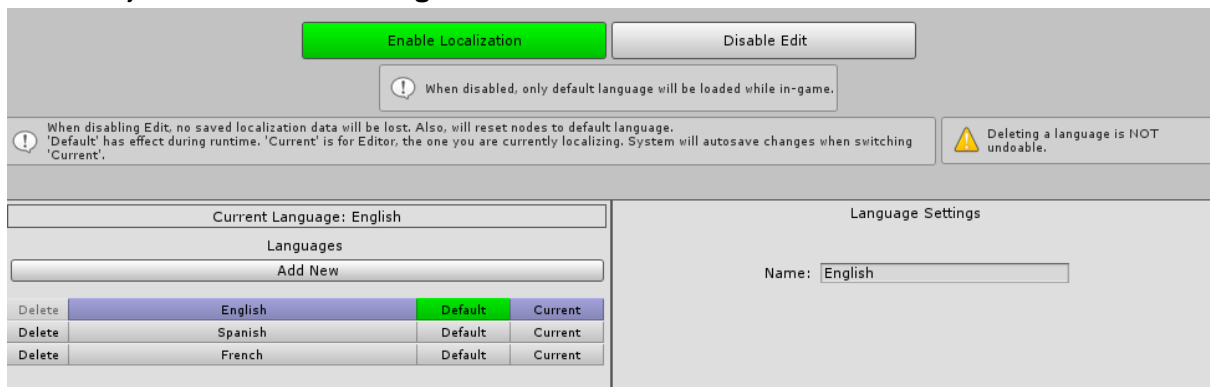 Enable Localization
Disable Edit
When disabled, only default language will be loaded while in-game.
When disabling Edit, no saved localization data will be lost. Also, will reset nodes to default language.
'Default' has effect during runtime. 'Current' is for Editor, the one you are currently localizing. System will autosave changes when switching
'Current'.
Deleting a language is NOT
undoable.
Current Language: English
Languages
Add New
Delete English Default Current
Delete Spanish Default Current
Delete French Default Current
Language Settings
Name: English